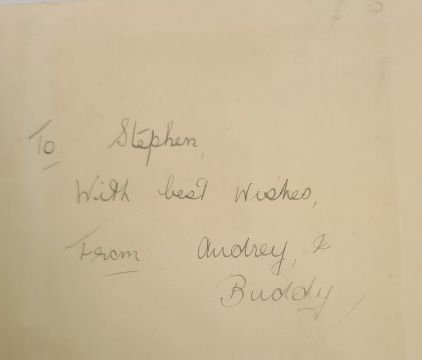 To: Stephen,
With best wishes,
From Audrey, &
Buddy